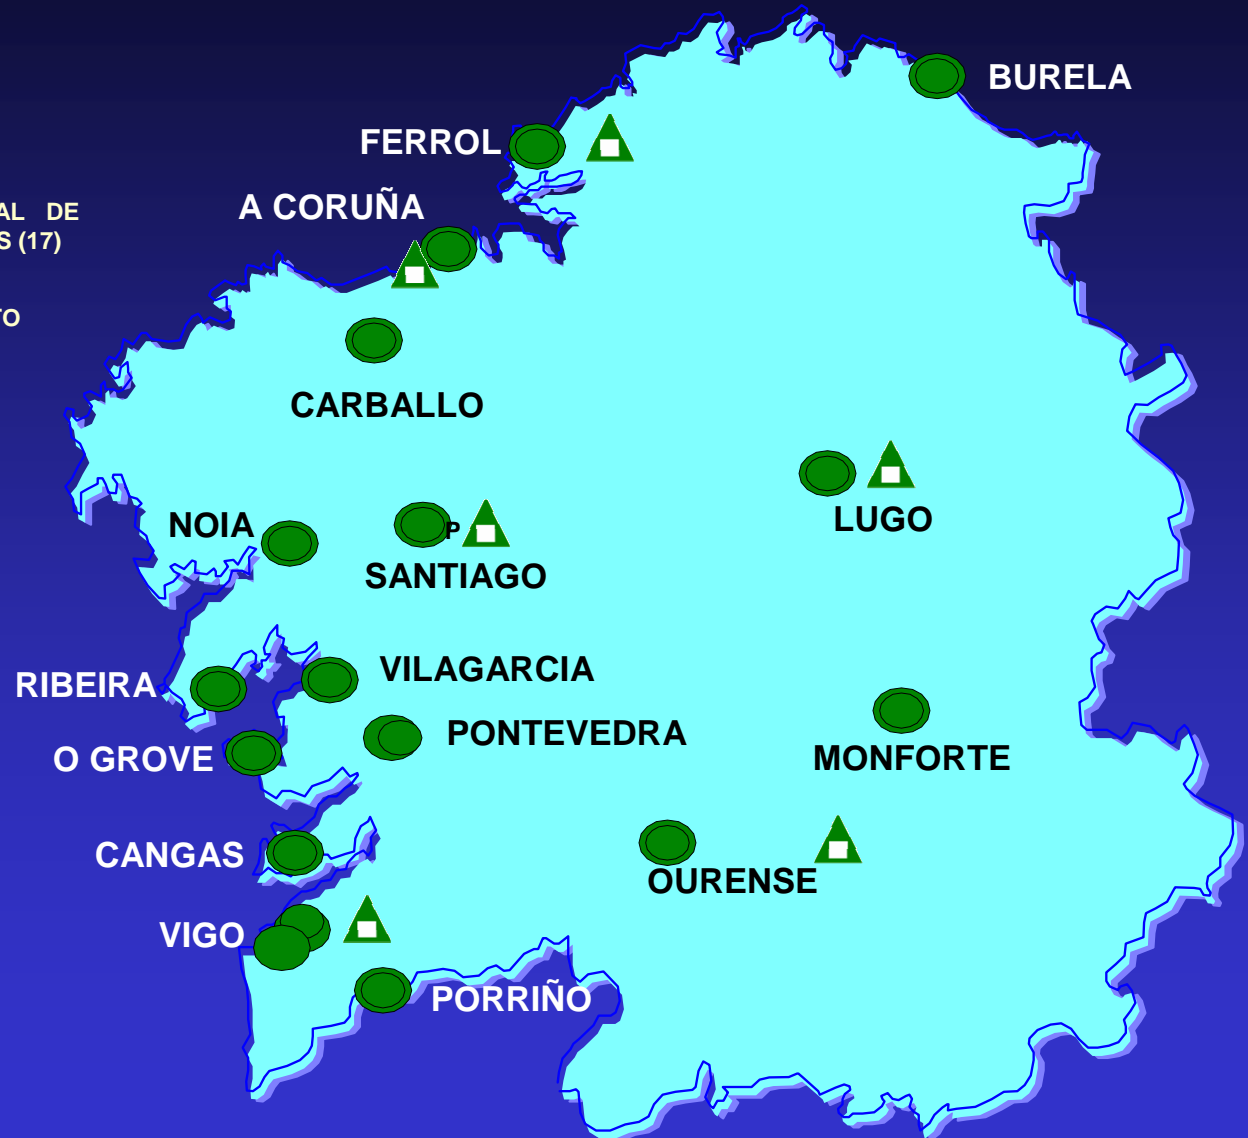 BURELA
FERROL
A CORUÑA
AL DE
S (17)
TO
CARBALLO
LUGO
NOIA
P
SANTIAGO
VILAGARCIA
RIBEIRA
PONTEVEDRA
O GROVE
MONFORTE
CANGAS
OURENSE
VIGO
PORRIÑO